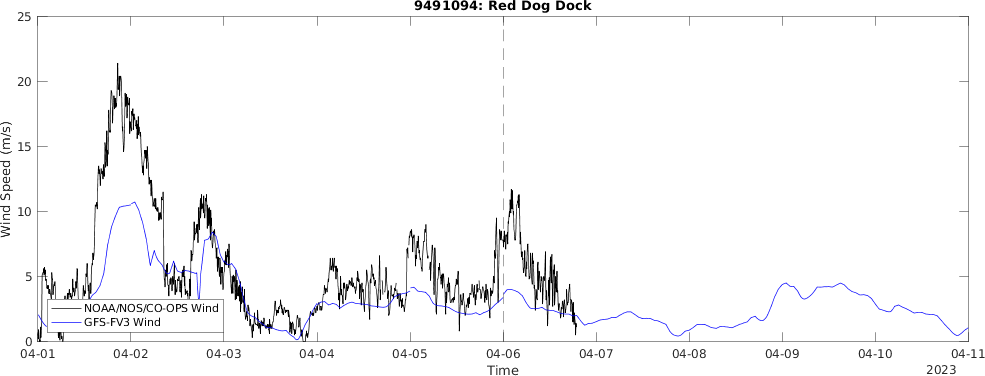 9491094: Red Dog Dock
25
20
15
10
5
0
Wind Speed (m/s)
NOAA/NOS/CO-OPS Wind
GFS-FV3 Wind
04-01 04-02 04-03 04-04 04-05 04-06 04-07 04-08 04-09 04-10 04-11
Time
2023